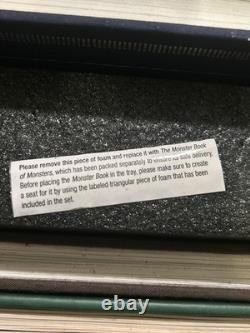 Please remove this piece of foam and replace it with The Monster Book
of Monsters, which has been packed separately to ensure its safe delivery.
Before placing the Monster Book in the tray, please make sure to create
a seat for it by using the labeled triangular piece of foam that has been
included in the set.